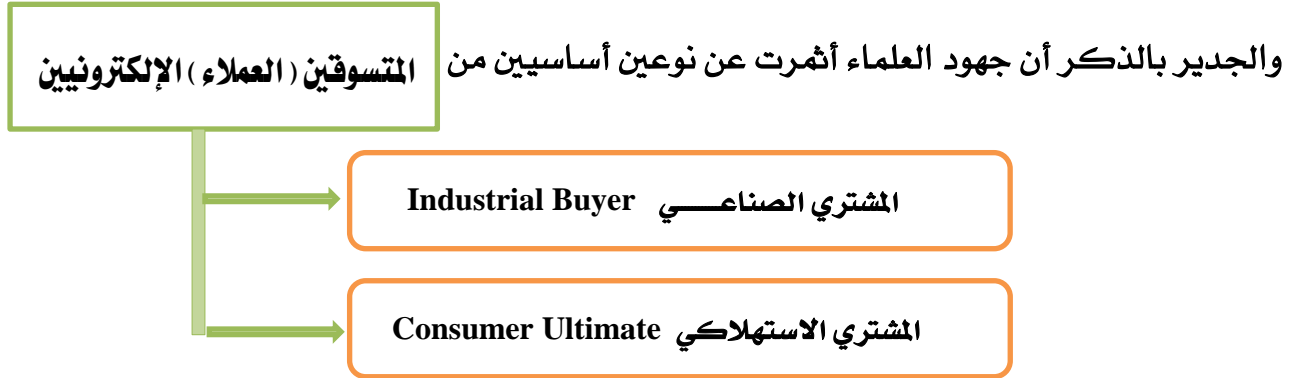 والجدير بالذكر أن جهود العلماء أثمرت عن نوعين أساسيين من المتسوقين (العملاء) الإلكترونيين
المشتري الصناعـــــي Industrial Buyer
المشتري الاستهلاكي Consumer Ultimate